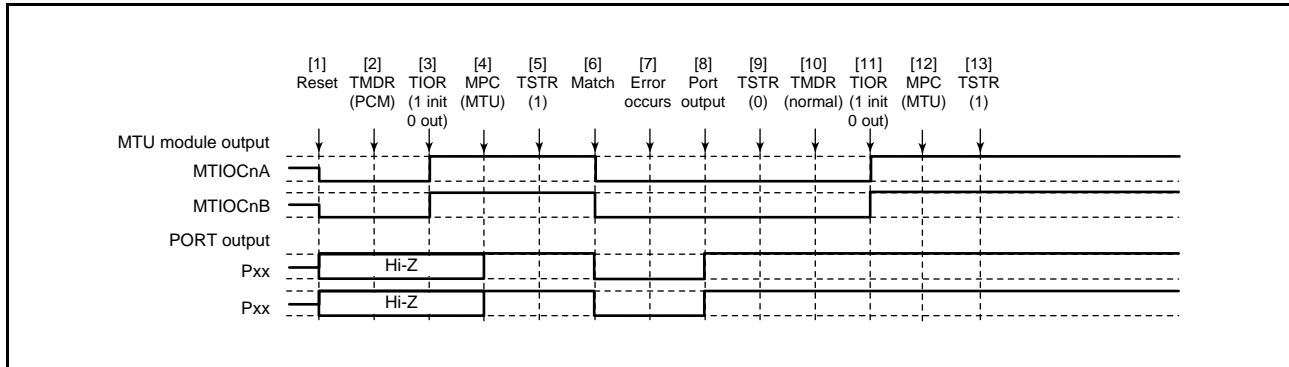 [1] [2] [3] [4] [5] [6] [7] [8] [9] [10] [11] [12] [13]
Reset TMDR TIOR MPC TSTR Match Error Port TSTR TMDR TIOR MPC TSTR
(PCM) (1 init (MTU) (1) occurs output (0) (normal) (1 init (MTU) (1)
0 out) 0 out)
MTU module output
MTIOCnA
MTIOCnB
PORT output
Pxx Hi-Z
Pxx Hi-Z